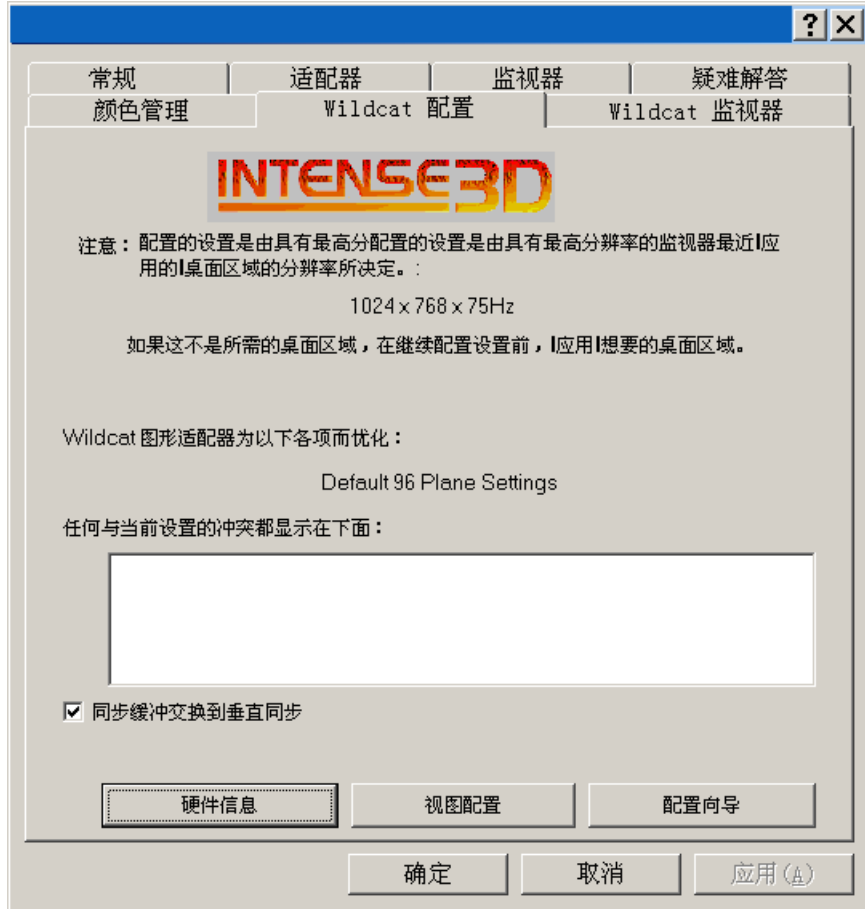 常规 适配器 监视器 疑难解答
颜色管理 Wildcat 配置 Wildcat 监视器
INTENSE3D
注意：配置的设置是由具有最高分配置的设置是由具有最高分辨率的监视器最近I应
用的I桌面区域的分辨率所决定。:
1024 x 768 x 75Hz
如果这不是所需的桌面区域，在继续配置设置前，I应用I想要的桌面区域。
Wildcat 图形适配器为以下各项而优化：
Default 96 Plane Settings
任何与当前设置的冲突都显示在下面：
同步缓冲交换到垂直同步
硬件信息 视图配置 配置向导
确定 取消 应用(A)